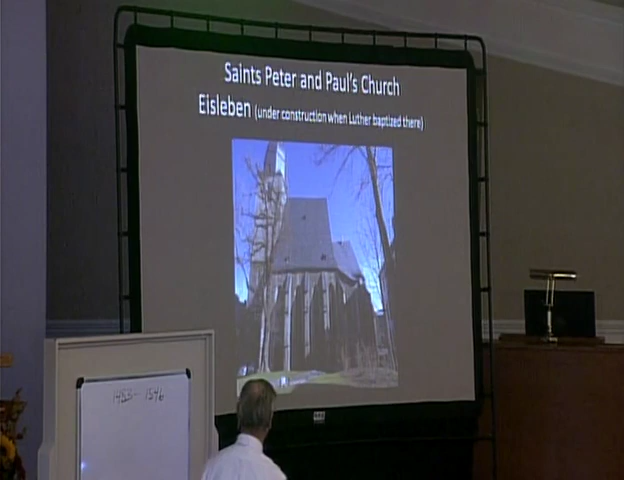 Saints Peter and Paul's Church
Eisleben (under construction when Luther baptized there)
1483-1546